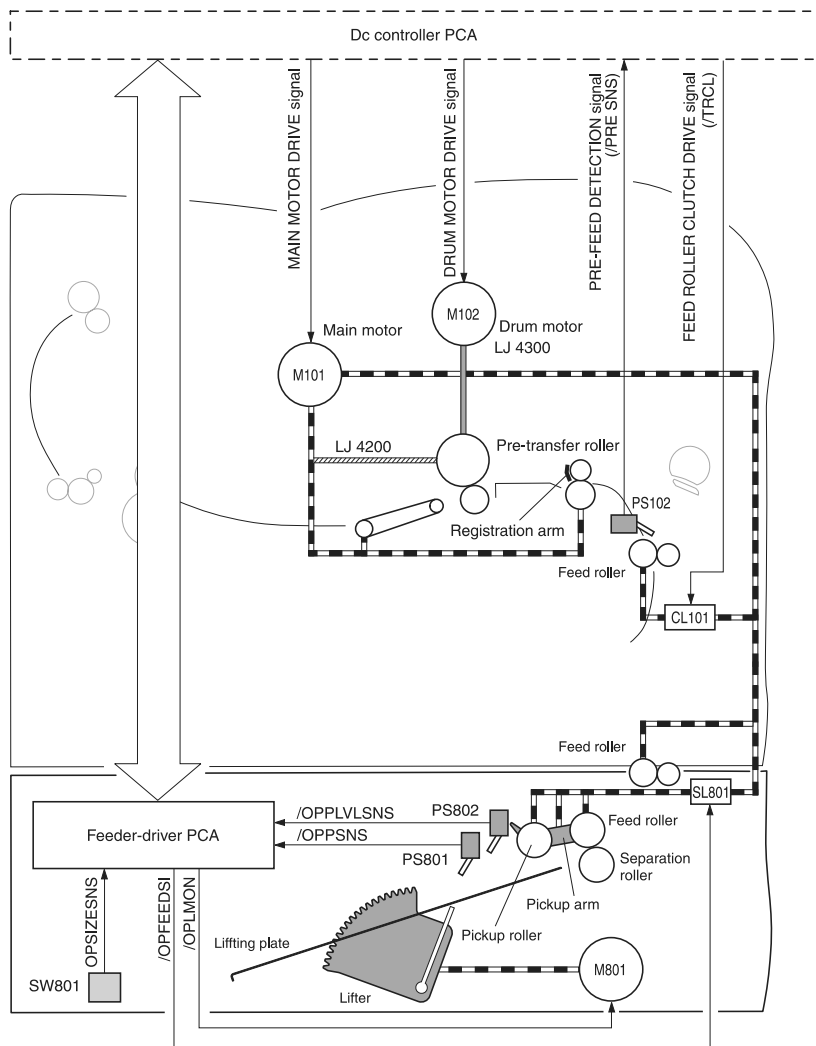 Dc controller PCA
MAIN MOTOR DRIVE signal
DRUM MOTOR DRIVE signal
PRE-FEED DETECTION signal
(/PRE SNS)
FEED ROLLER CLUTCH DRIVE signal
(/TRCL)
M102
Main motor
Drum motor
LJ 4300
M101
LJ 4200
Pre-transfer roller
PS102
Registration arm
Feed roller
CL101
Feed roller
SL801
/OPPLVLSNS
PS802
Feeder-driver PCA
/OPPSNS
Feed roller
PS801
Separation
roller
OPSIZESNS
/OPFEEDSI
/OPLMON
Pickup arm
Pickup roller
Liffting plate
M801
SW801
Lifter